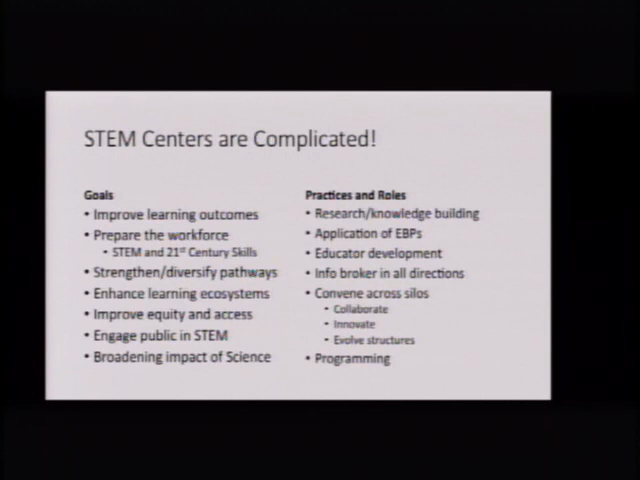 STEM Centers are Complicated!
Goals
• Improve learning outcomes
• Prepare the workforce
• STEM and 21st Century Skills
• Strengthen/diversify pathways
• Enhance learning ecosystems
• Improve equity and access
• Engage public in STEM
• Broadening impact of Science
Practices and Roles
• Research/knowledge building
• Application of EBPs
• Educator development
• Info broker in all directions
• Convene across silos
• Collaborate
• Innovate
• Evolve structures
• Programming